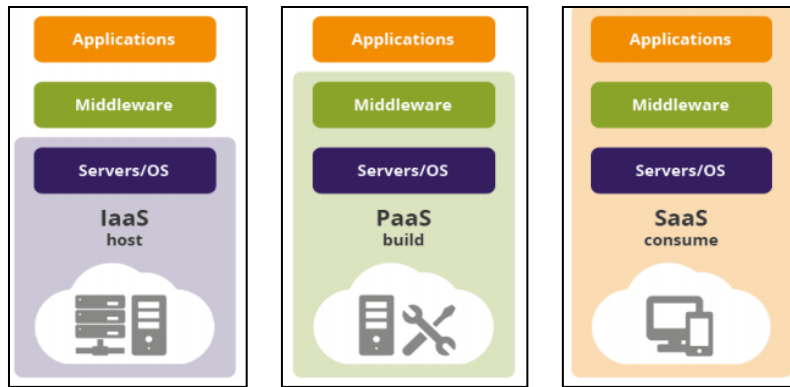 Applications
Middleware
Servers/OS
IaaS
host
Applications
Middleware
Servers/OS
PaaS
build
Applications
Middleware
Servers/OS
SaaS
consume